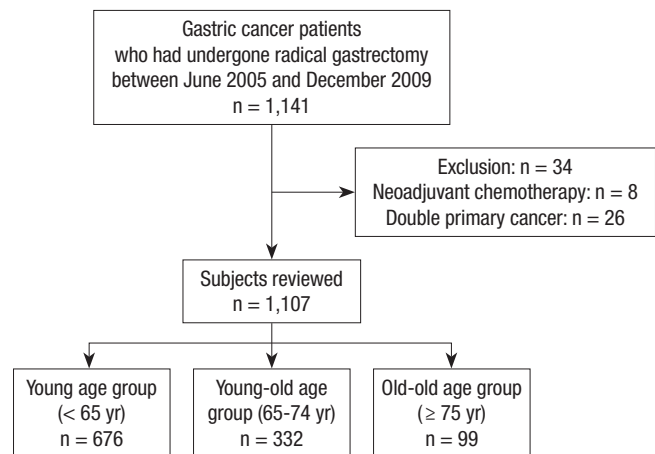 Gastric cancer patients
who had undergone radical gastrectomy
between June 2005 and December 2009
n = 1,141
Exclusion: n = 34
Neoadjuvant chemotherapy: n = 8
Double primary cancer: n = 26
Subjects reviewed
n = 1,107
Young age group
(< 65 yr)
n = 676
Young-old age
group (65-74 yr)
n = 332
Old-old age group
(≥ 75 yr)
n = 99